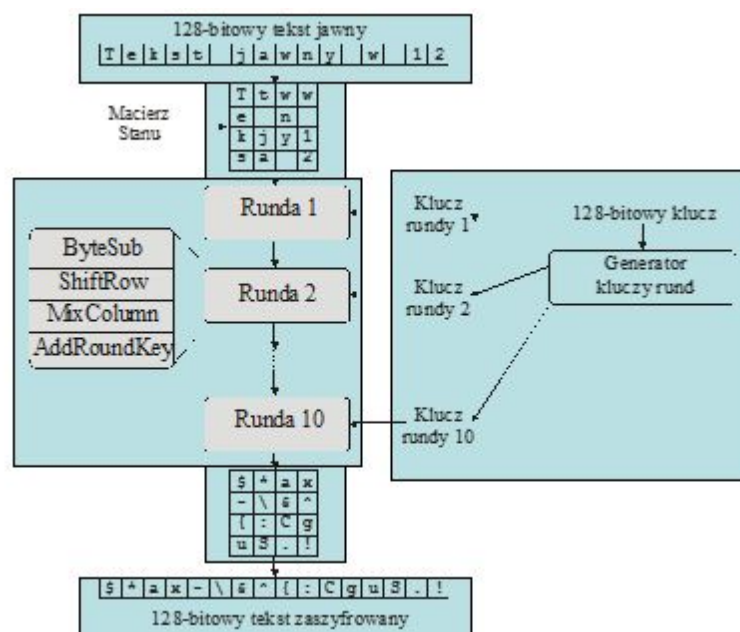 128-bitowy tekst jawny
T e k s t j a w n y w 1 2
Macierz
Stanu
T t w w
e n
k j y 1
s a 2
Runda 1
Runda 2
Runda 10
ByteSub
ShiftRow
MixColumn
AddRoundKey
Klucz
rundy 1
Klucz
rundy 2
Klucz
rundy 10
128-bitowy klucz
Generator
kluczy rund
$ * a x
- \ & ^
{ : C g
u S . !
$ * a x - \ & ^ { : C g u S . !
128-bitowy tekst zaszyfrowany